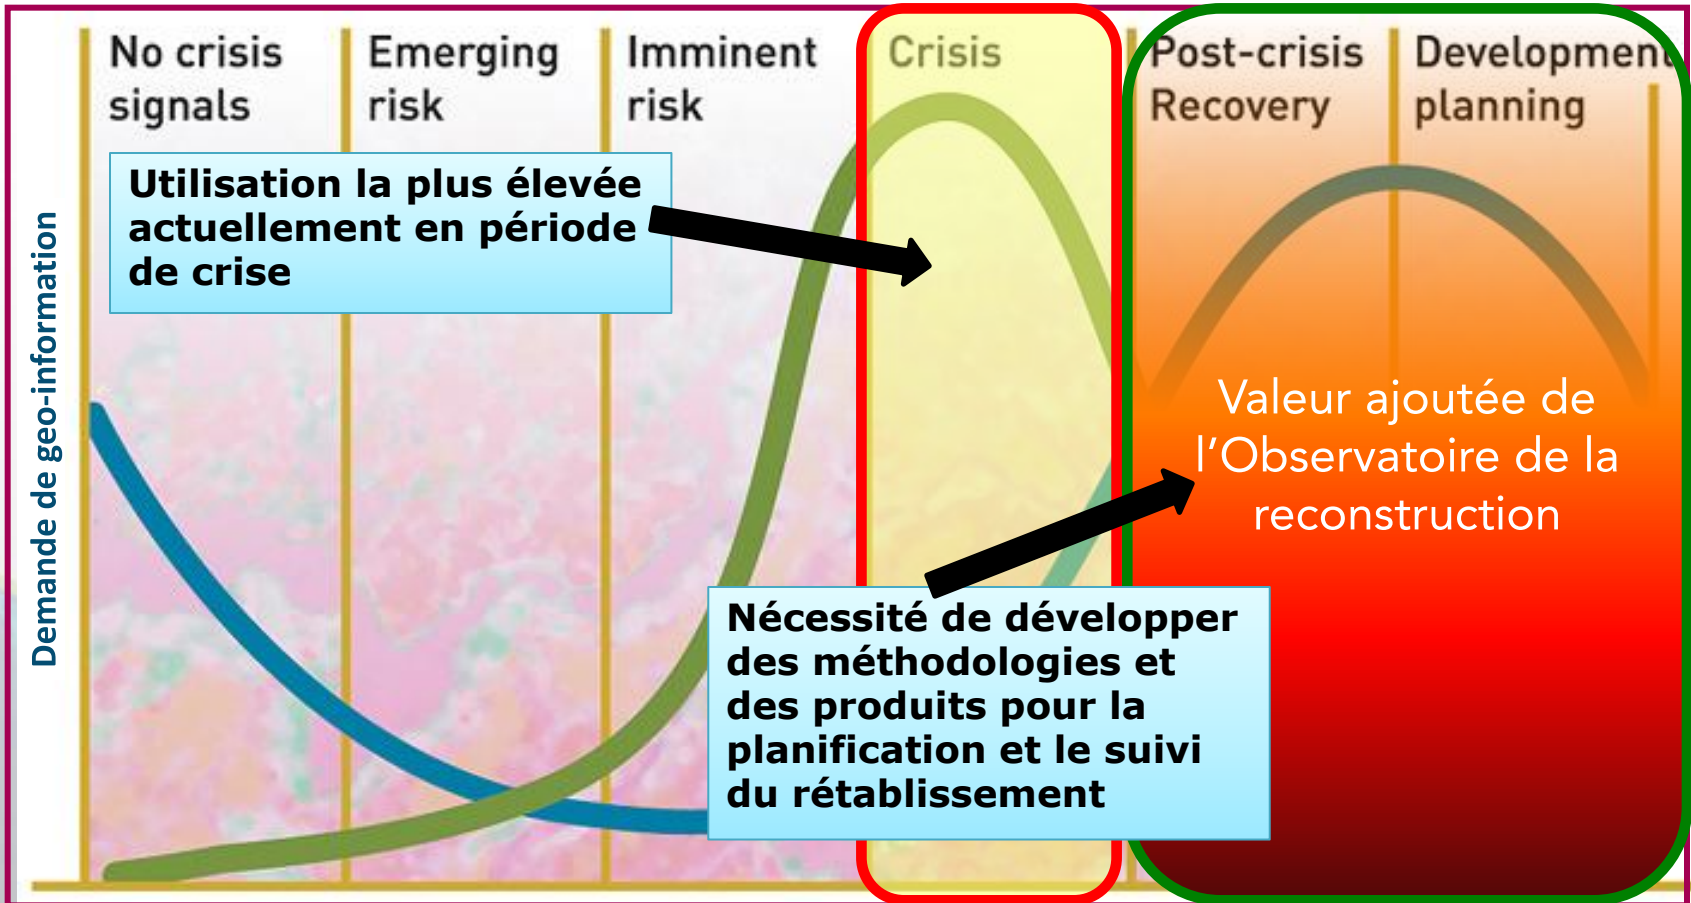 No crisis
signals
Emerging
risk
Imminent
risk
Crisis
Post-crisis
Recovery
Development
planning
Utilisation la plus élevée
actuellement en période
de crise
Demande de geo-information
Valeur ajoutée de
l’Observatoire de la
reconstruction
Nécessité de développer
des méthodologies et
des produits pour la
planification et le suivi
du rétablissement